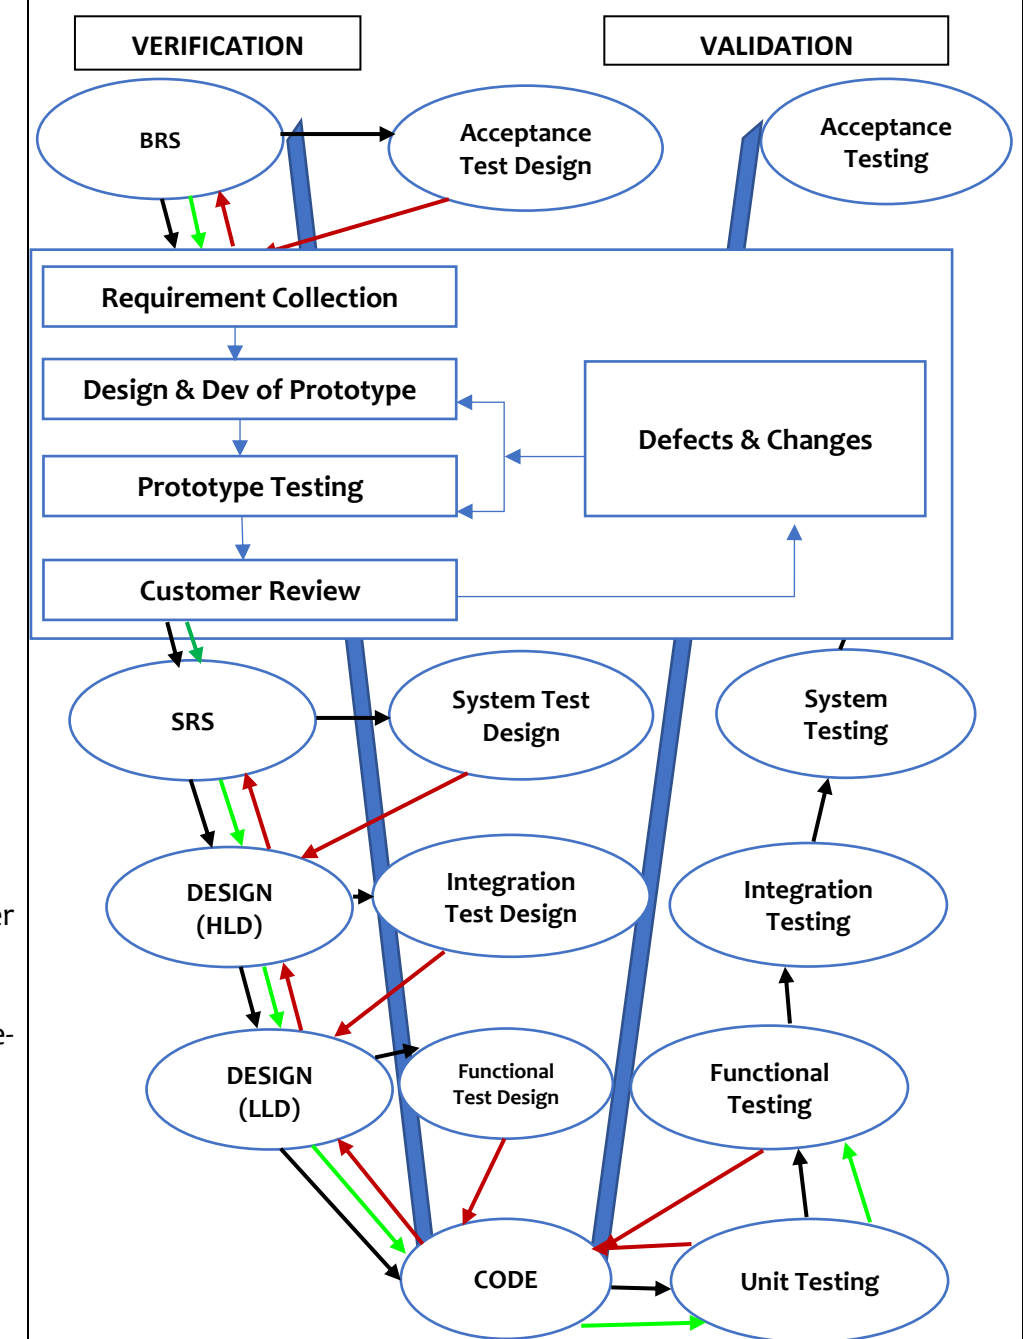 VERIFICATION
VALIDATION
BRS
Acceptance
Test Design
Acceptance
Testing
Requirement Collection
Design & Dev of Prototype
Defects & Changes
Prototype Testing
Customer Review
SRS
System Test
Design
System
Testing
DESIGN
(HLD)
Integration
Test Design
Integration
Testing
er
e-
DESIGN
(LLD)
Functional
Test Design
Functional
Testing
CODE
Unit Testing